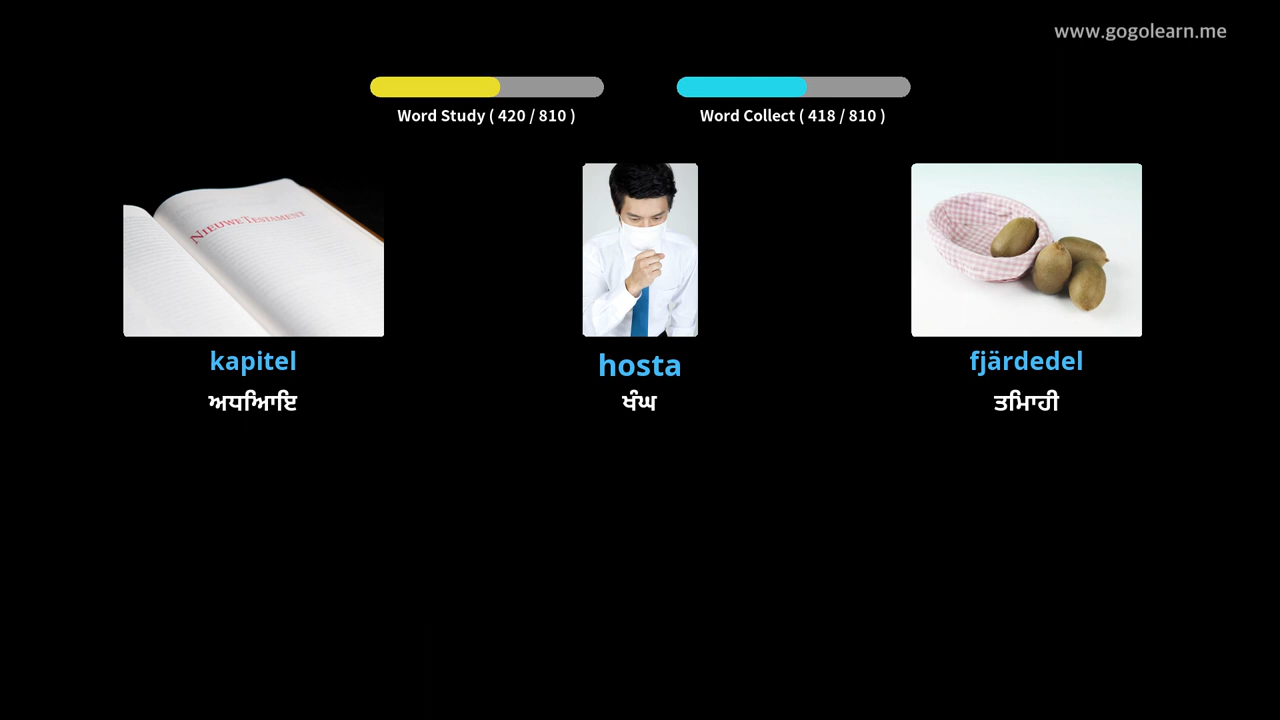 www.gogolearn.me
Word Study ( 420 / 810 )
Word Collect ( 418 / 810 )
NIEUWE TESTAMENT
kapitel
hosta
fjärdedel
ਅਧਿਆਇ
ਖੰਘ
ਤਿਮਾਹੀ